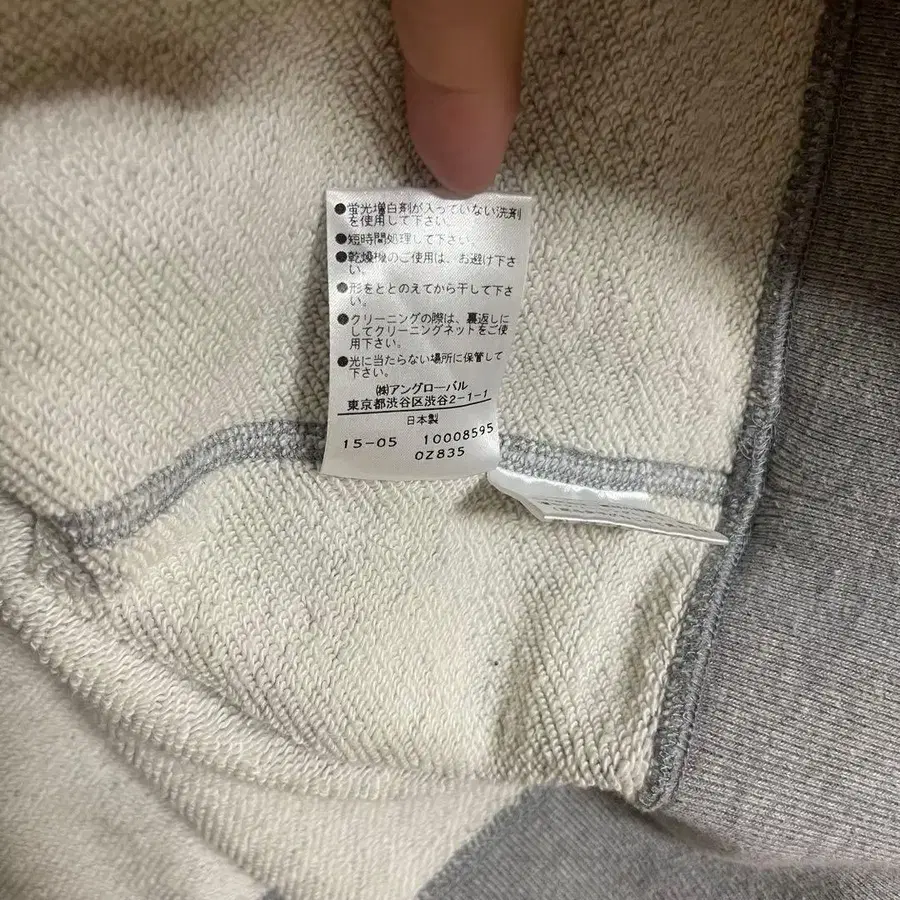 ●蛍光増白剤が入っていない洗剤
を使用して下さい。
●短時間処理して下さい。
●乾燥機のご使用は、お避け下さ
い。
●形をととのえてから干して下さ
い。
●クリーニングの際は、裏返しに
してクリーニングネットをご使
用下さい。
●光に当たらない場所に保管して
下さい。
㈱アングローバル
東京都渋谷区渋谷2-1-1
日本製
15-05 10008595
0Z835